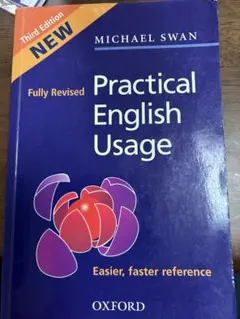 Third Edition
NEW
MICHAEL SWAN
Fully Revised
Practical
English
Usage
Easier, faster reference
OXFORD